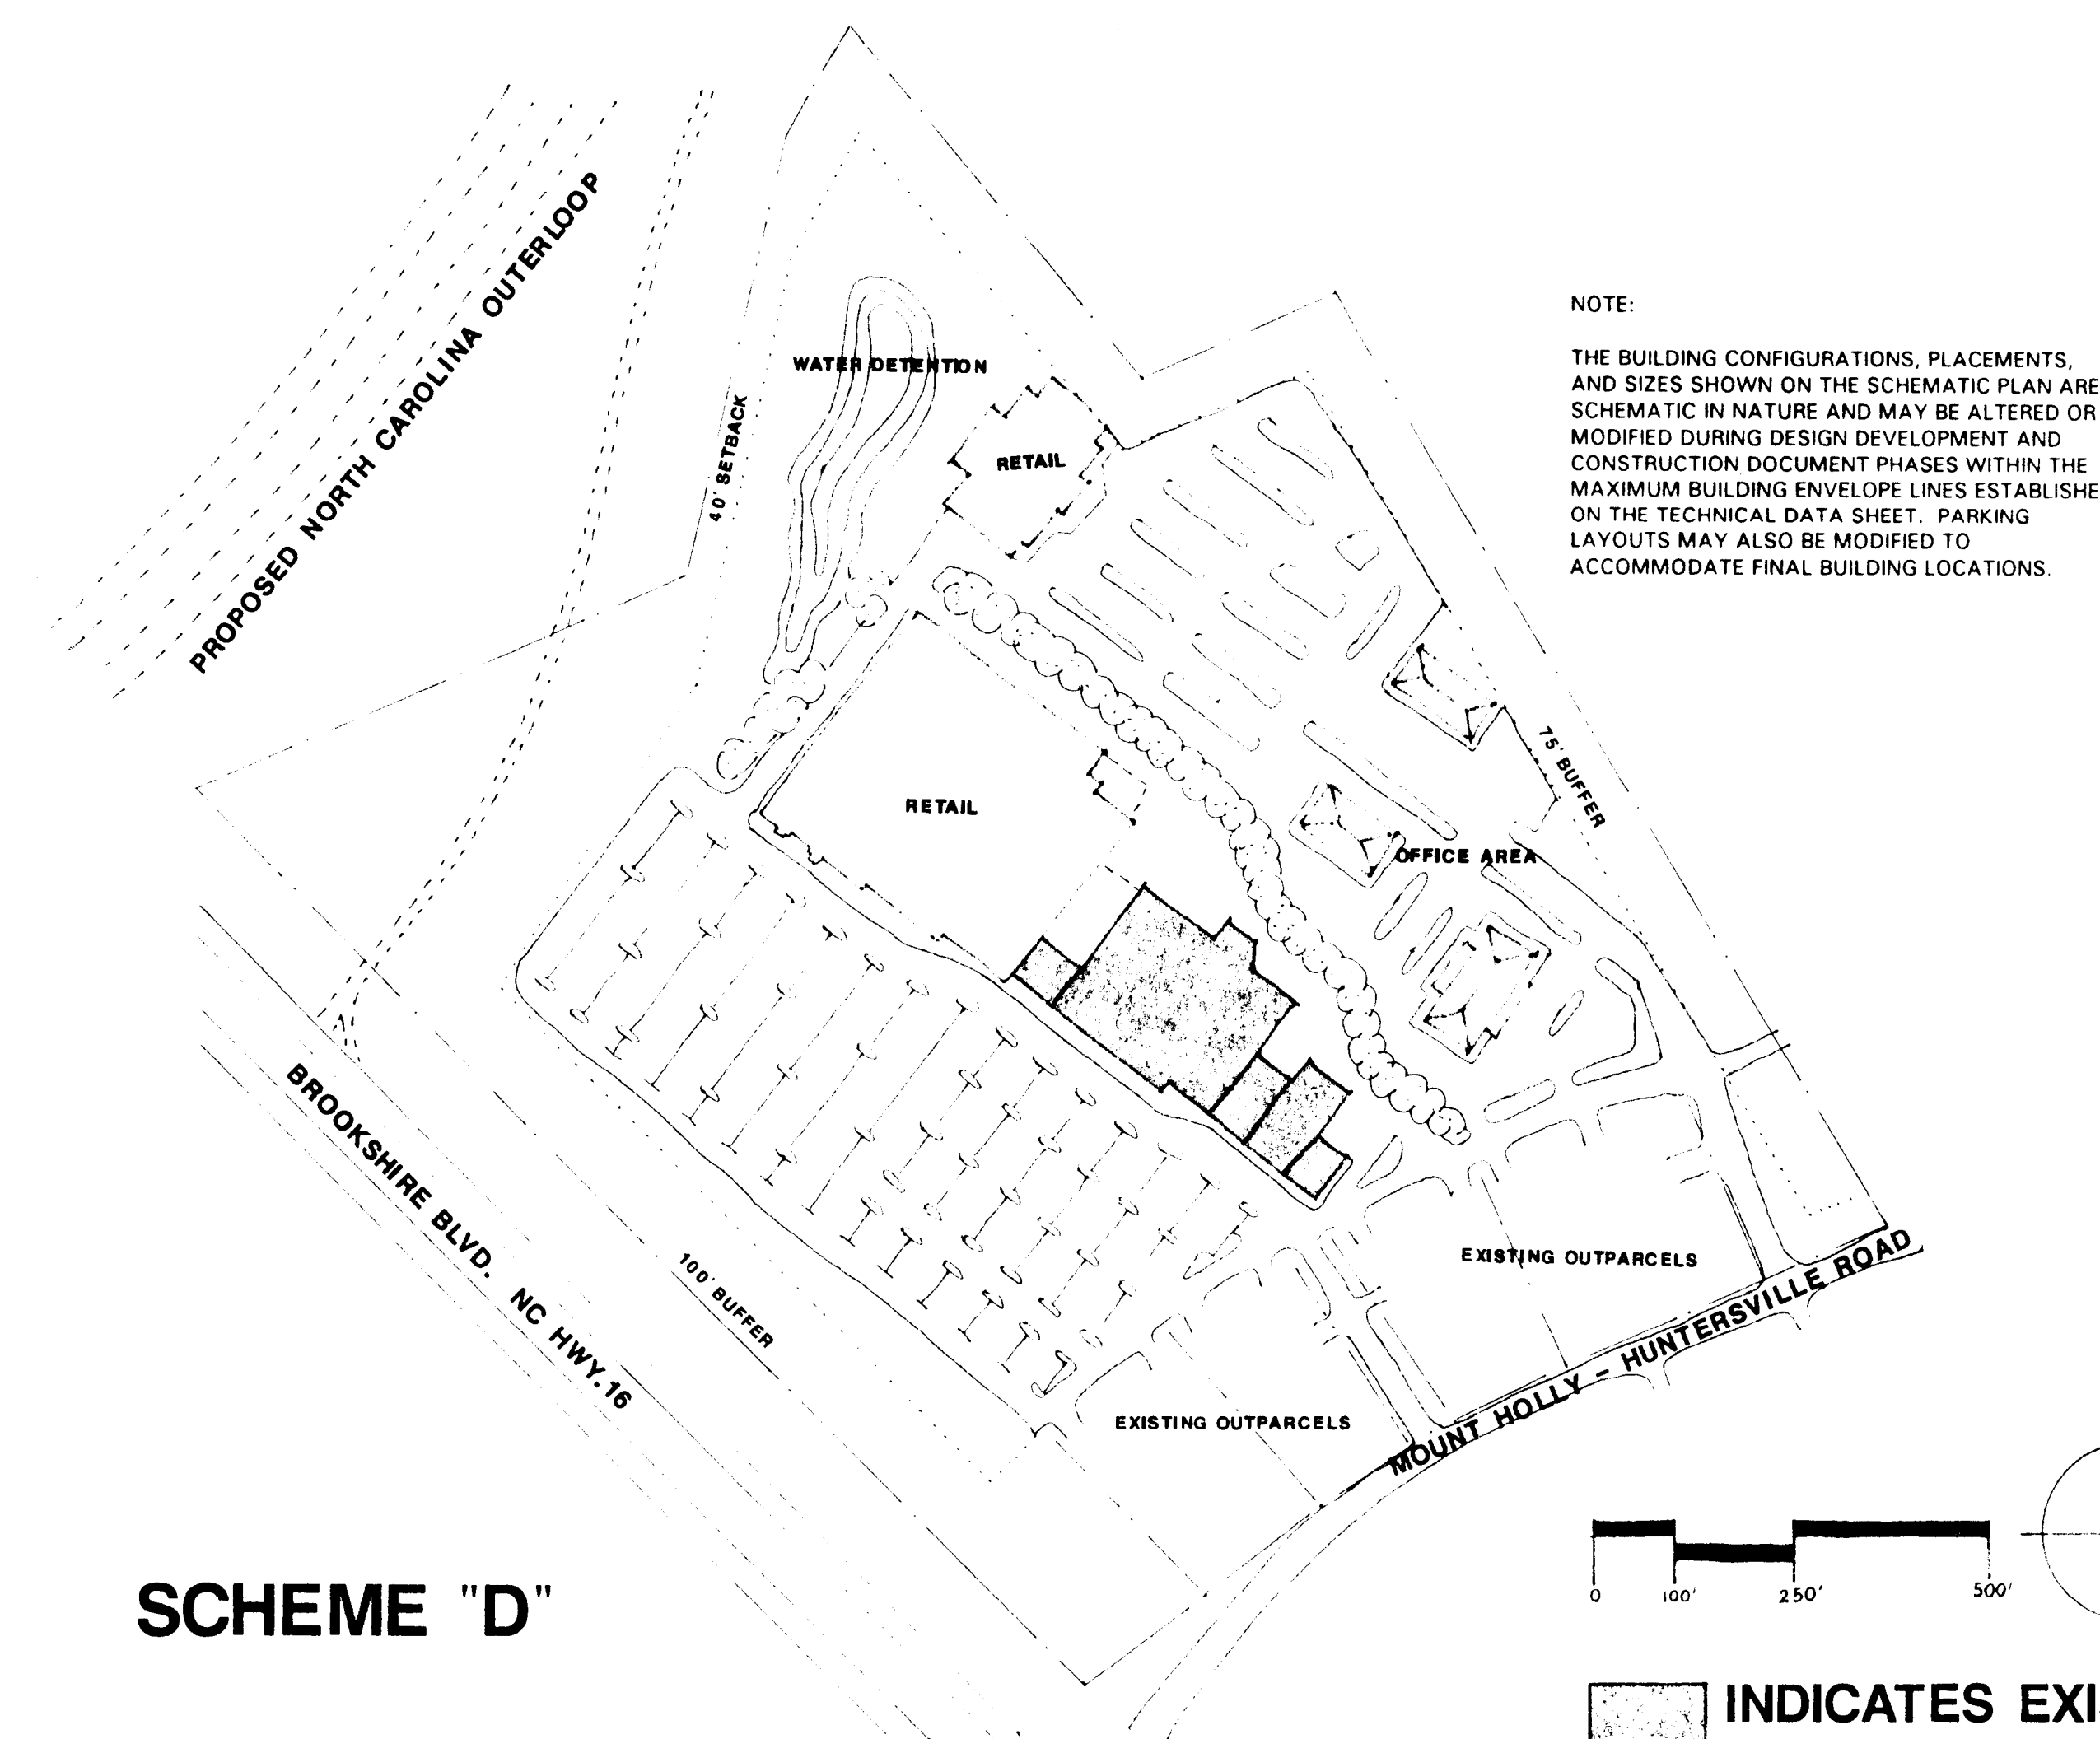 PROPOSED NORTH CAROLINA OUTERLOOP
WATER DETENTION
40' SETBACK
RETAIL
NOTE:
THE BUILDING CONFIGURATIONS, PLACEMENTS,
AND SIZES SHOWN ON THE SCHEMATIC PLAN ARE
SCHEMATIC IN NATURE AND MAY BE ALTERED OR
MODIFIED DURING DESIGN DEVELOPMENT AND
CONSTRUCTION DOCUMENT PHASES WITHIN THE
MAXIMUM BUILDING ENVELOPE LINES ESTABLISHE
ON THE TECHNICAL DATA SHEET. PARKING
LAYOUTS MAY ALSO BE MODIFIED TO
ACCOMMODATE FINAL BUILDING LOCATIONS.
75' BUFFER
RETAIL
OFFICE AREA
BROOKSHIRE BLVD. NC HWY.16
100' BUFFER
EXISTING OUTPARCELS
EXISTING OUTPARCELS
MOUNT HOLLY - HUNTERSVILLE ROAD
0 100' 250' 500'
SCHEME "D"
INDICATES EXI